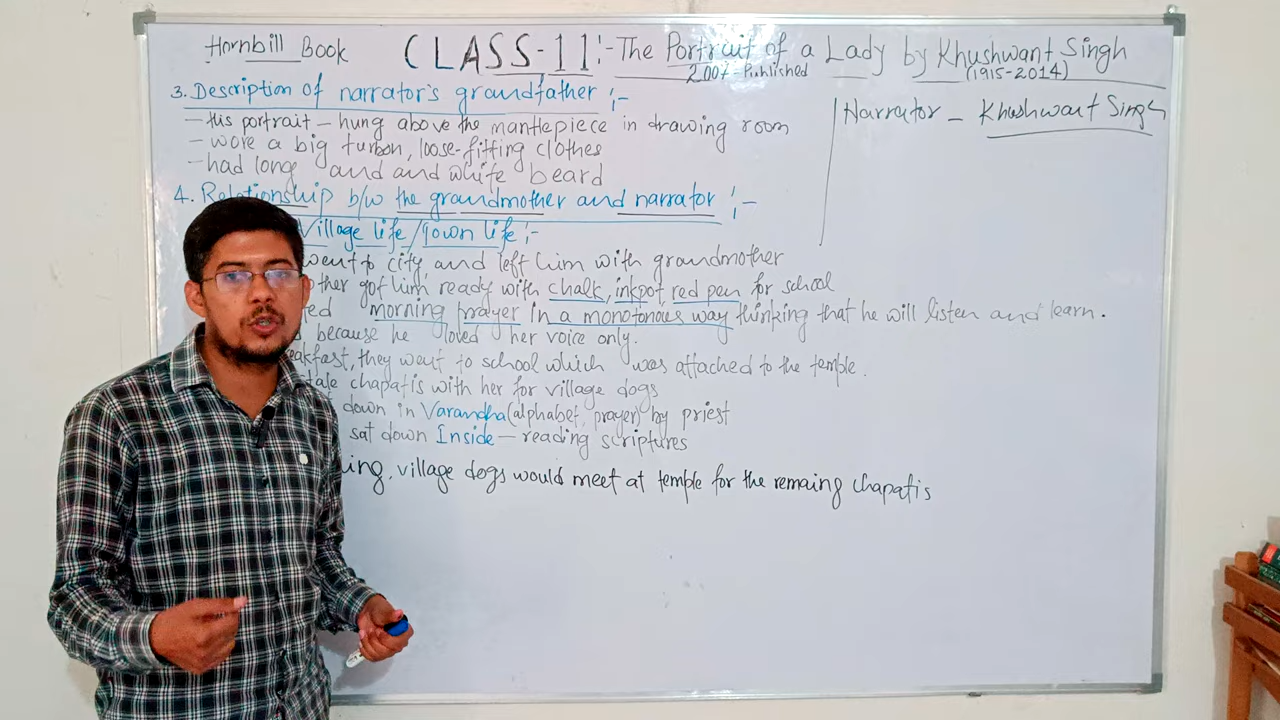 Hornbill Book
CLASS-11:- The Portrait of a Lady by Khushwant Singh
Published
(1915-2014)
3. Description of narrator's grandfather :-
- His portrait - hung above the mantlepiece in drawing room
- wore a big turbon, loose-fitting clothes
- had long and and white beard
Narrator - Khushwant Singh
4. Relationship b/w the grandmother and narrator :-
Village life/Town life :-
went to city, and left him with grandmother
other got him ready with chalk, inkpot, red pen for school
morning prayer in a monotonous way thinking that he will listen and learn.
because he loved her voice only.
eakfast, they went to school which was attached to the temple.
stale chapatis with her for village dogs
down in Varandha (alphabet, prayer) by priest
sat down Inside - reading scriptures
ing, village dogs would meet at temple for the remaing chapatis